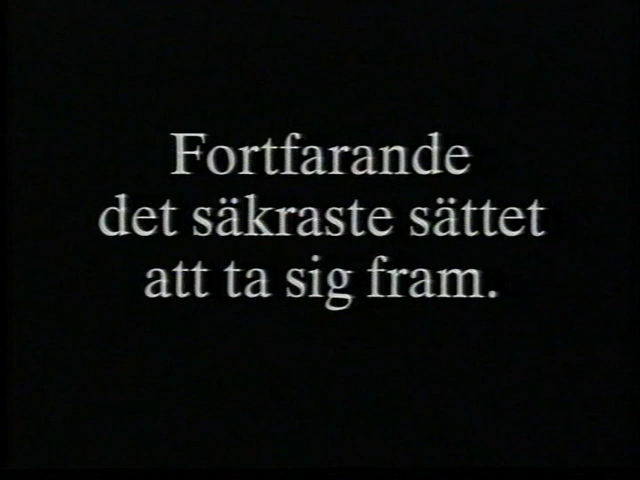 Fortfarande
det säkraste sättet
att ta sig fram.